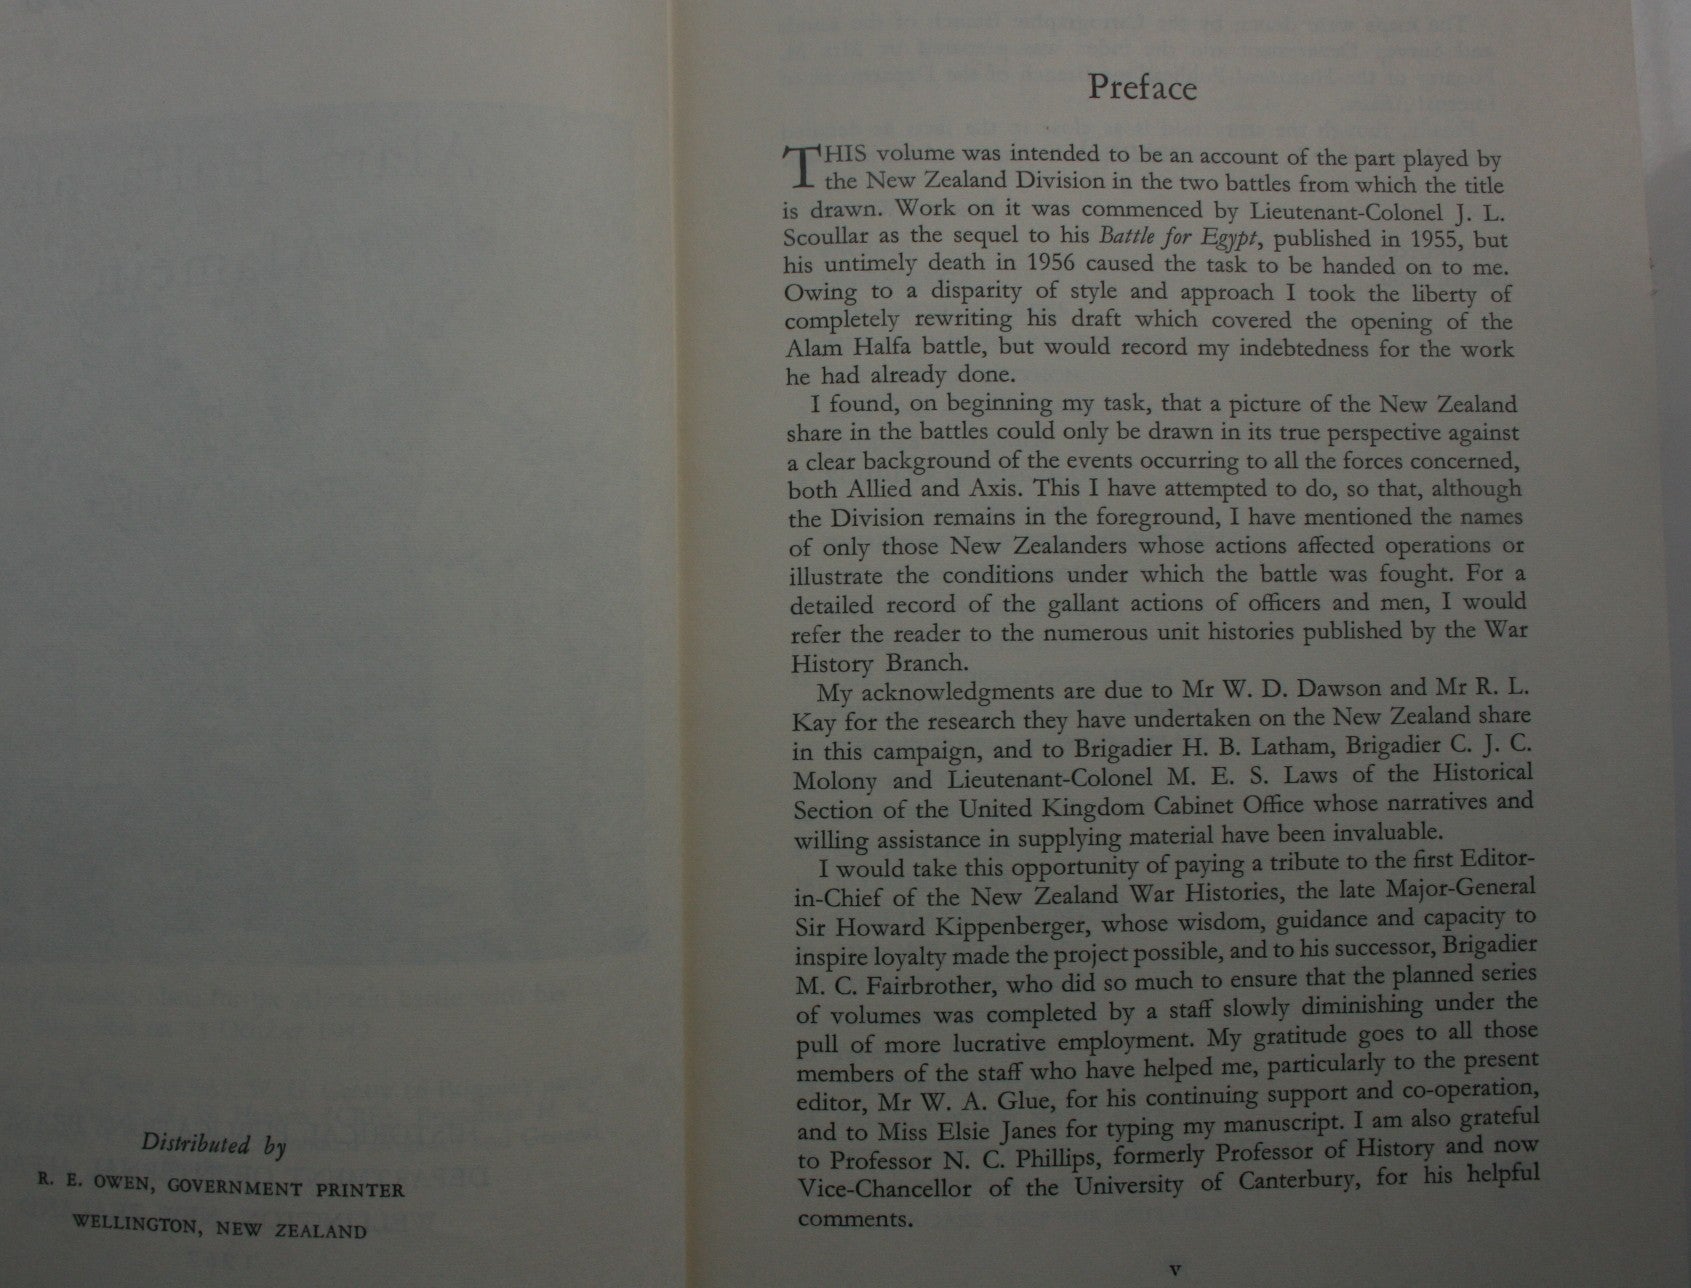 Distributed by
R. E. OWEN, GOVERNMENT PRINTER
WELLINGTON, NEW ZEALAND
Preface
THIS volume was intended to be an account of the part played by
the New Zealand Division in the two battles from which the title
is drawn. Work on it was commenced by Lieutenant-Colonel J. L.
Scoullar as the sequel to his Battle for Egypt, published in 1955, but
his untimely death in 1956 caused the task to be handed on to me.
Owing to a disparity of style and approach I took the liberty of
completely rewriting his draft which covered the opening of the
Alam Halfa battle, but would record my indebtedness for the work
he had already done.
I found, on beginning my task, that a picture of the New Zealand
share in the battles could only be drawn in its true perspective against
a clear background of the events occurring to all the forces concerned,
both Allied and Axis. This I have attempted to do, so that, although
the Division remains in the foreground, I have mentioned the names
of only those New Zealanders whose actions affected operations or
illustrate the conditions under which the battle was fought. For a
detailed record of the gallant actions of officers and men, I would
refer the reader to the numerous unit histories published by the War
History Branch.
My acknowledgments are due to Mr W. D. Dawson and Mr R. L.
Kay for the research they have undertaken on the New Zealand share
in this campaign, and to Brigadier H. B. Latham, Brigadier C. J. C.
Molony and Lieutenant-Colonel M. E. S. Laws of the Historical
Section of the United Kingdom Cabinet Office whose narratives and
willing assistance in supplying material have been invaluable.
I would take this opportunity of paying a tribute to the first Editor-
in-Chief of the New Zealand War Histories, the late Major-General
Sir Howard Kippenberger, whose wisdom, guidance and capacity to
inspire loyalty made the project possible, and to his successor, Brigadier
M. C. Fairbrother, who did so much to ensure that the planned series
of volumes was completed by a staff slowly diminishing under the
pull of more lucrative employment. My gratitude goes to all those
members of the staff who have helped me, particularly to the present
editor, Mr W. A. Glue, for his continuing support and co-operation,
and to Miss Elsie Janes for typing my manuscript. I am also grateful
to Professor N. C. Phillips, formerly Professor of History and now
Vice-Chancellor of the University of Canterbury, for his helpful
comments.
v